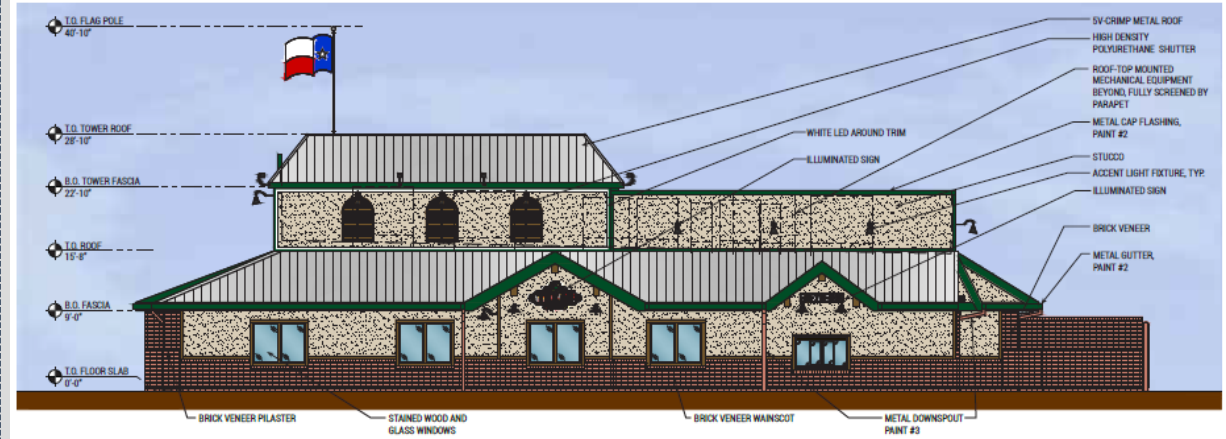 T.O. FLAG POLE
40'-10"
T.O. TOWER ROOF
28'-10"
B.O. TOWER FASCIA
22'-10"
T.O. ROOF
15'-8"
B.O. FASCIA
9'-0"
T.O. FLOOR SLAB
0'-0"
WHITE LED AROUND TRIM
ILLUMINATED SIGN
5V-CRIMP METAL ROOF
HIGH DENSITY
POLYURETHANE SHUTTER
ROOF-TOP MOUNTED
MECHANICAL EQUIPMENT
BEYOND, FULLY SCREENED BY
PARAPET
METAL CAP FLASHING,
PAINT #2
STUCCO
ACCENT LIGHT FIXTURE, TYP.
ILLUMINATED SIGN
BRICK VENEER
METAL GUTTER,
PAINT #2
BRICK VENEER PILASTER
STAINED WOOD AND
GLASS WINDOWS
BRICK VENEER WAINSCOT
METAL DOWNSPOUT
PAINT #3